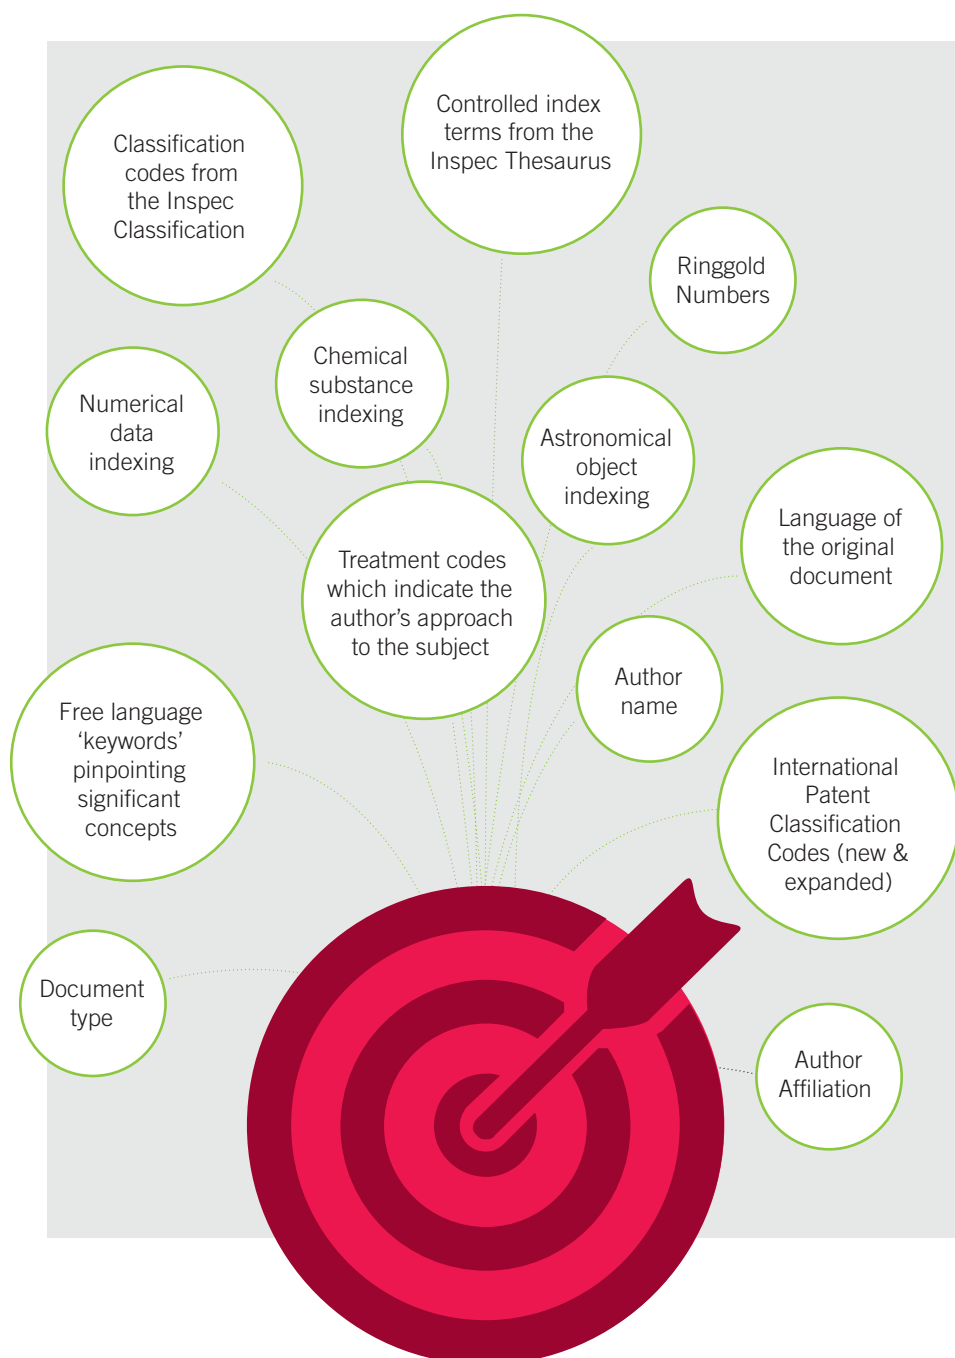 Controlled index
terms from the
Inspec Thesaurus
Classification
codes from
the Inspec
Classification
Ringgold
Numbers
Chemical
substance
indexing
Numerical
data
indexing
Astronomical
object
indexing
Language of
the original
document
Treatment codes
which indicate the
author’s approach
to the subject
Author
name
Free language
‘keywords’
pinpointing
significant
concepts
International
Patent
Classification
Codes (new &
expanded)
Document
type
Author
Affiliation